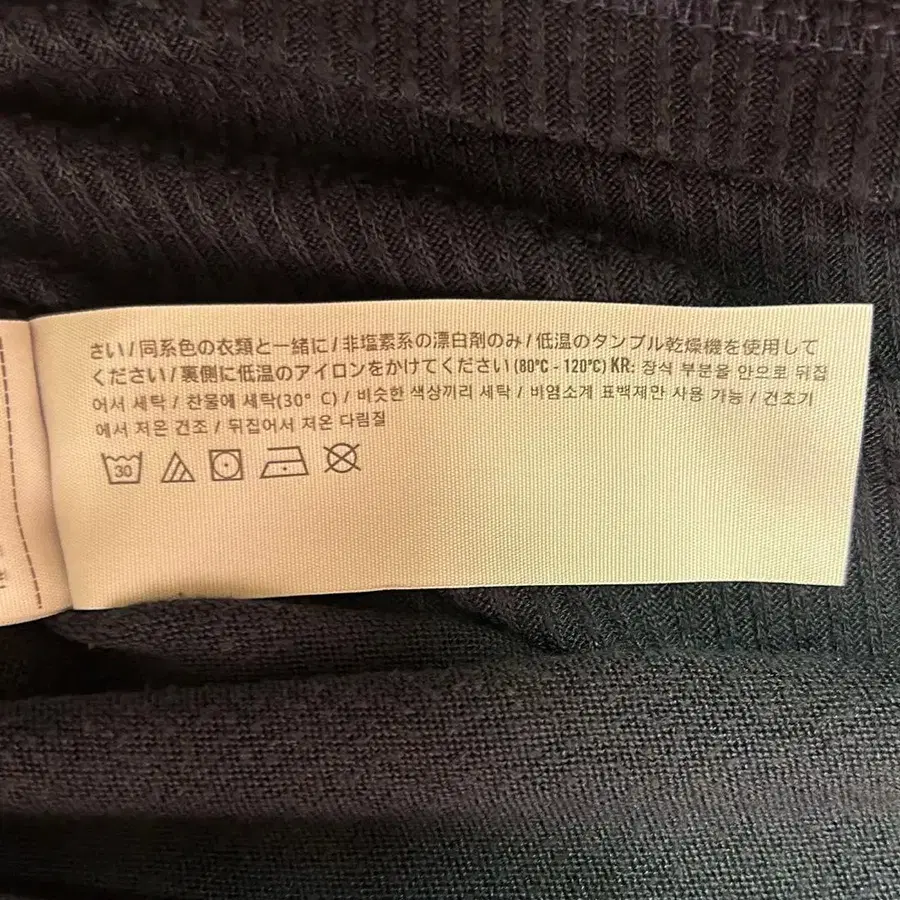 さい/同系色の衣類と一緒に/非塩素系の漂白剤のみ/低温のタンブル乾燥機を使用して
ください/裏側に低温のアイロンをかけてください(80°C - 120°C) KR: 장식 부분을 안으로 뒤집
어서 세탁 / 찬물에 세탁(30° C) / 비슷한 색상끼리 세탁 / 비염소계 표백제만 사용 가능 / 건조기
에서 저온 건조 / 뒤집어서 저온 다림질
30